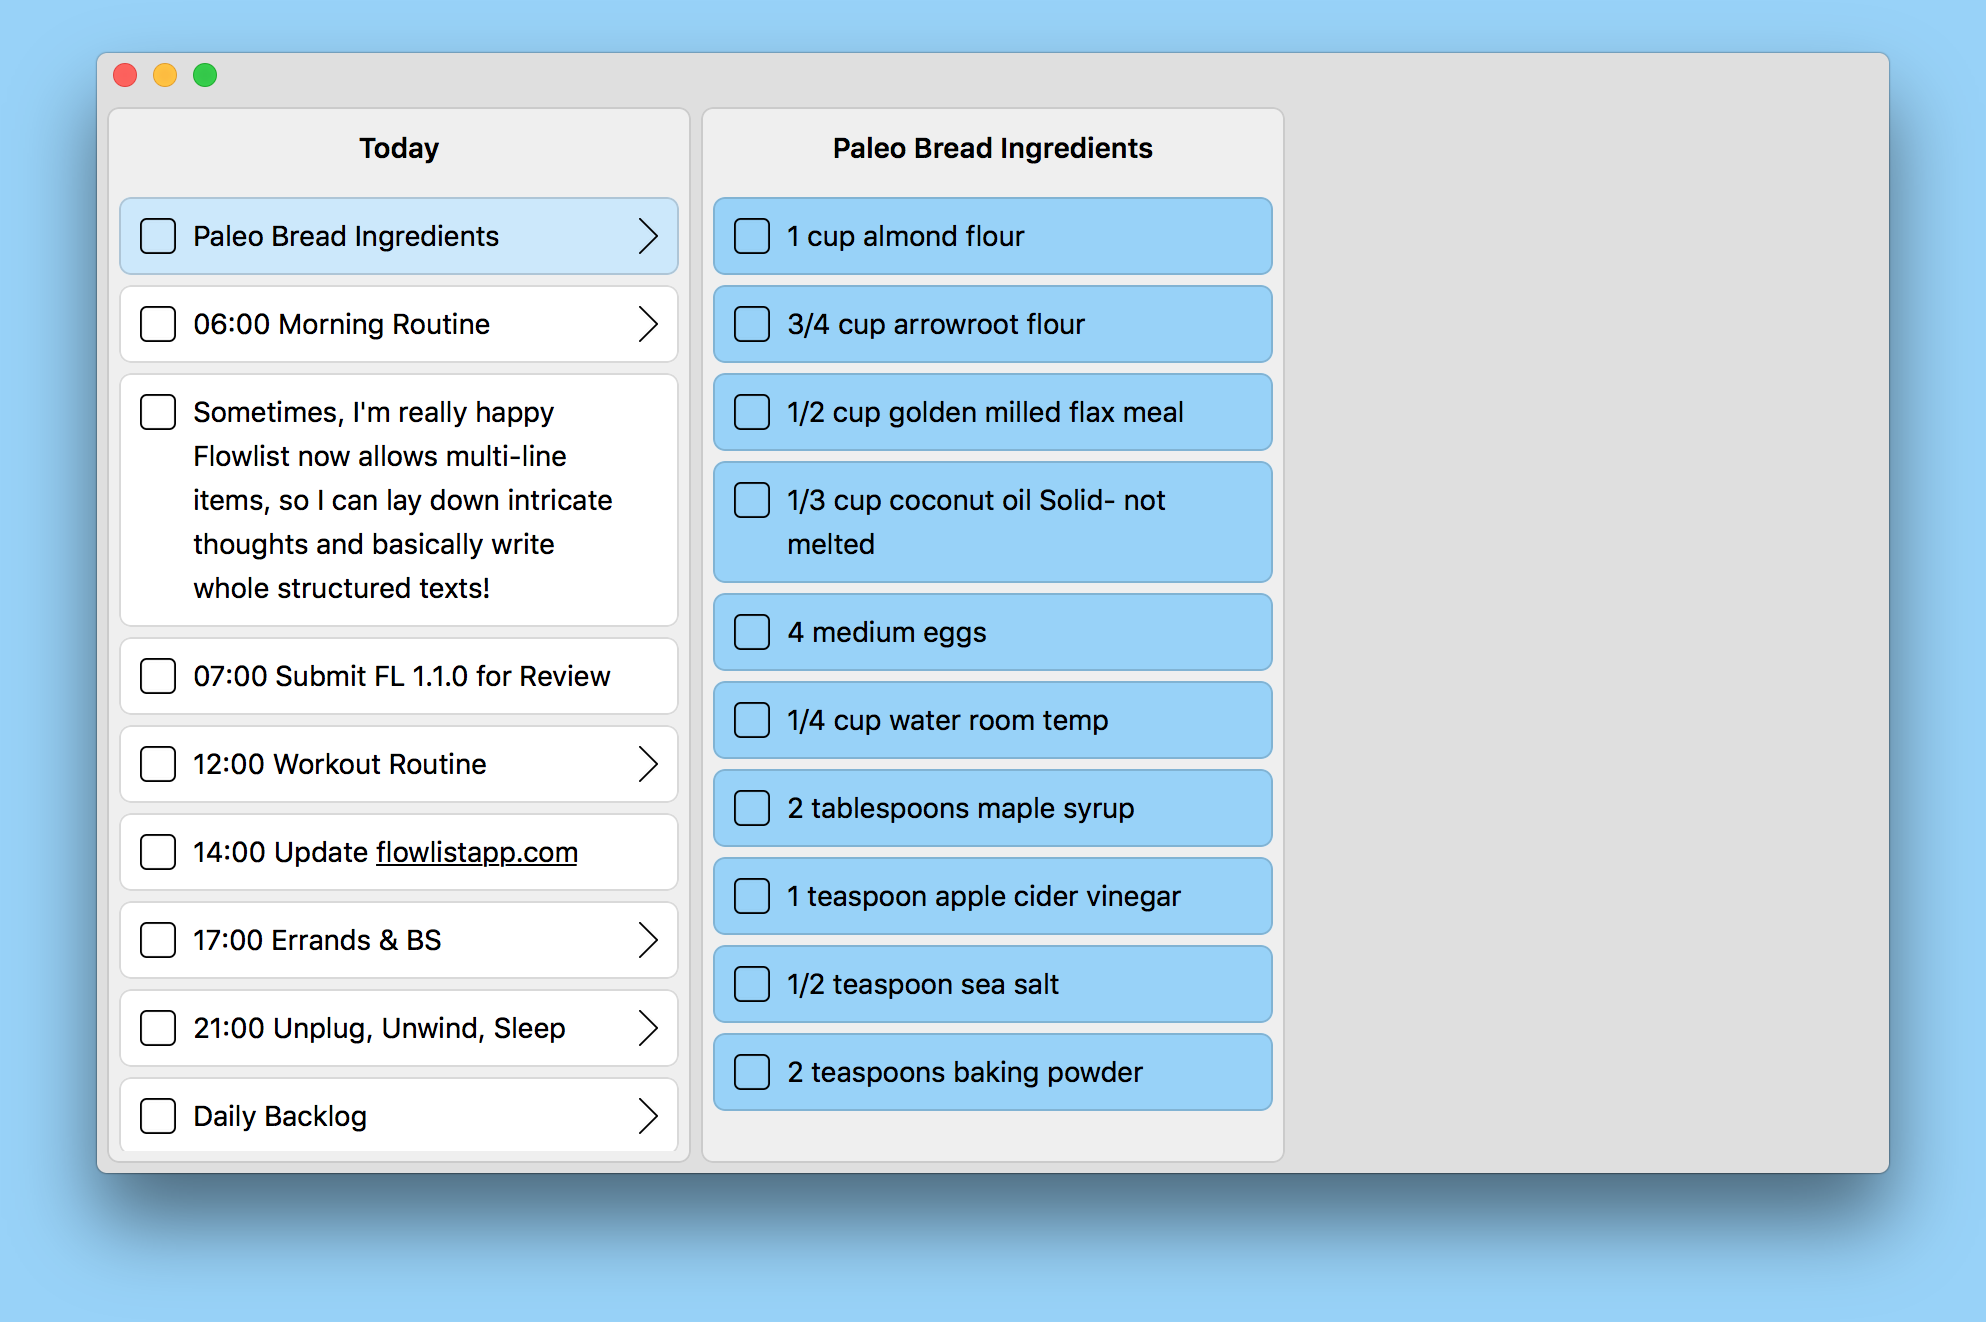 Today
Paleo Bread Ingredients
06:00 Morning Routine
Sometimes, I'm really happy
Flowlist now allows multi-line
items, so I can lay down intricate
thoughts and basically write
whole structured texts!
07:00 Submit FL 1.1.0 for Review
12:00 Workout Routine
14:00 Update flowlistapp.com
17:00 Errands & BS
21:00 Unplug, Unwind, Sleep
Daily Backlog
Paleo Bread Ingredients
1 cup almond flour
3/4 cup arrowroot flour
1/2 cup golden milled flax meal
1/3 cup coconut oil Solid- not
melted
4 medium eggs
1/4 cup water room temp
2 tablespoons maple syrup
1 teaspoon apple cider vinegar
1/2 teaspoon sea salt
2 teaspoons baking powder